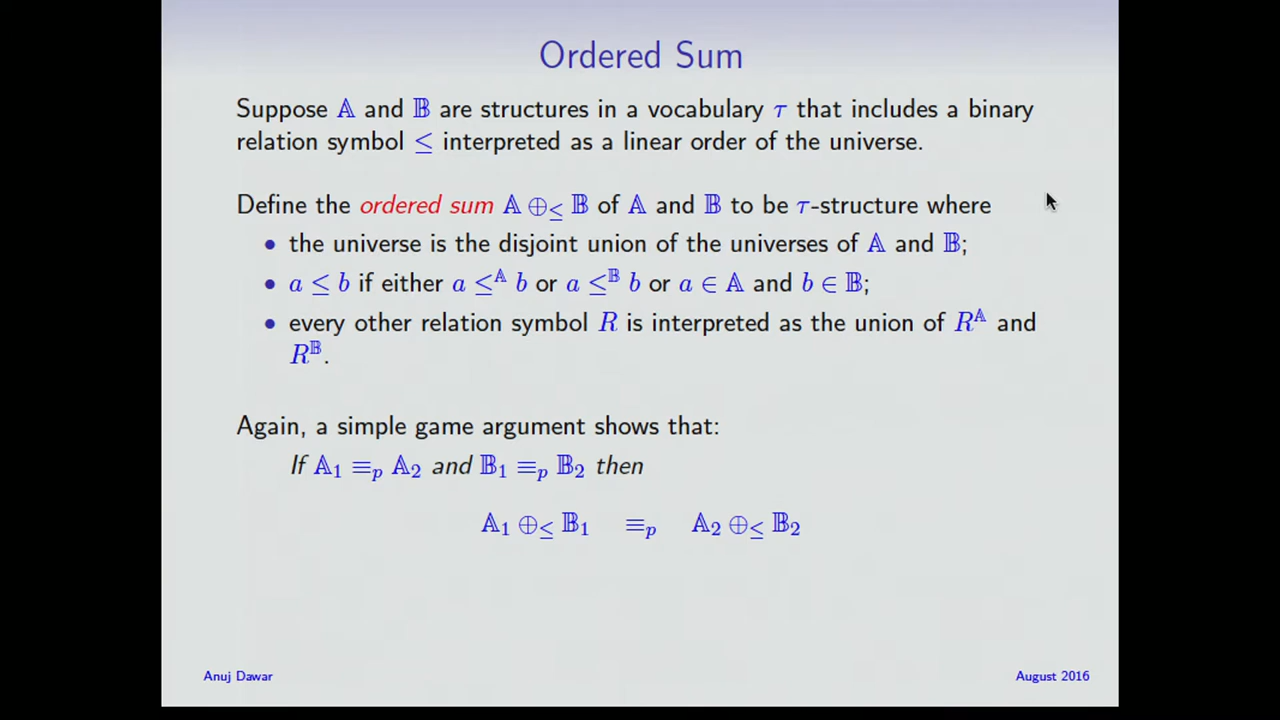 Ordered Sum
Suppose 𝔸 and 𝔹 are structures in a vocabulary τ that includes a binary
relation symbol ≤ interpreted as a linear order of the universe.
Define the ordered sum 𝔸 ⊕≤ 𝔹 of 𝔸 and 𝔹 to be τ-structure where
• the universe is the disjoint union of the universes of 𝔸 and 𝔹;
• a ≤ b if either a ≤^𝔸 b or a ≤^𝔹 b or a ∈ 𝔸 and b ∈ 𝔹;
• every other relation symbol R is interpreted as the union of R^𝔸 and
R^𝔹.
Again, a simple game argument shows that:
If 𝔸₁ ≡ₚ 𝔸₂ and 𝔹₁ ≡ₚ 𝔹₂ then
𝔸₁ ⊕≤ 𝔹₁ ≡ₚ 𝔸₂ ⊕≤ 𝔹₂
Anuj Dawar August 2016